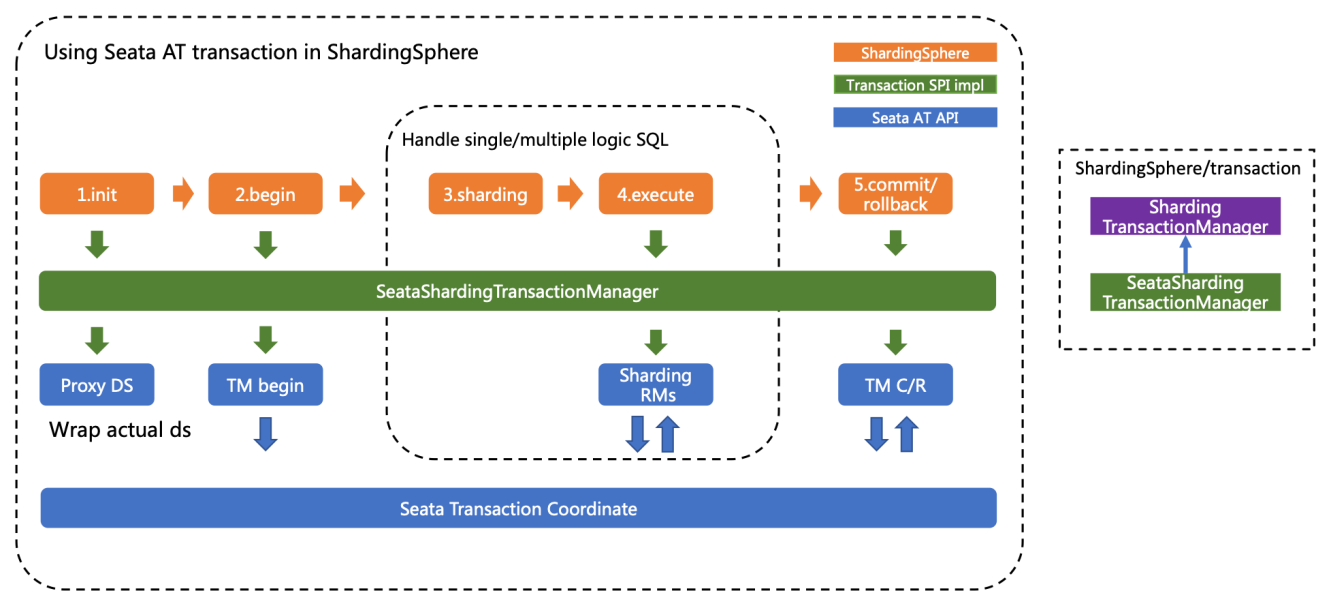 Using Seata AT transaction in ShardingSphere
ShardingSphere
Transaction SPI impl
Seata AT API
Handle single/multiple logic SQL
1.init
2.begin
3.sharding
4.execute
5.commit/
rollback
SeataShardingTransactionManager
Proxy DS
TM begin
Sharding
RMs
TM C/R
Wrap actual ds
Seata Transaction Coordinate
ShardingSphere/transaction
Sharding
TransactionManager
SeataSharding
TransactionManager